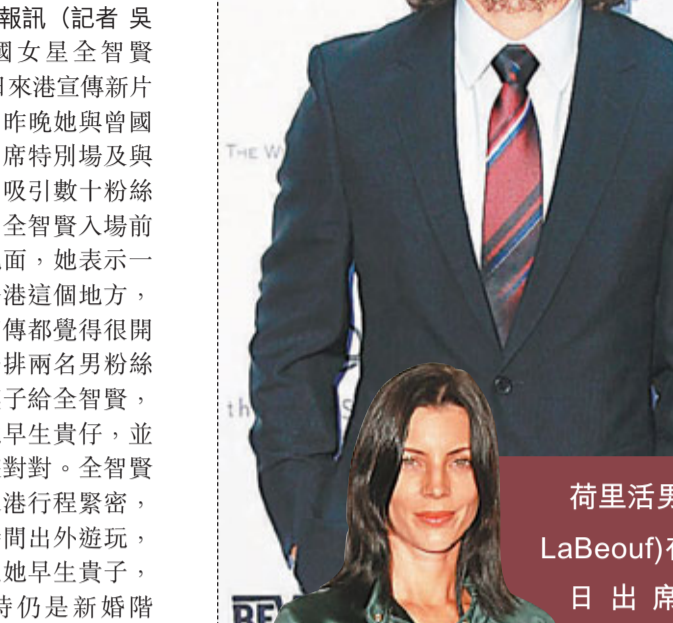 報訊（記者 吳
國女星全智賢
日來港宣傳新片
昨晚她與曾國
席特別場及與
吸引數十粉絲
全智賢入場前
面，她表示一
港這個地方，
傳都覺得很開
排兩名男粉絲
子給全智賢，
早生貴仔，並
對對。全智賢
港行程緊密，
間出外遊玩，
她早生貴子，
時仍是新婚階
THE W
th
S
BE
荷里活男
LaBeouf)
日出席